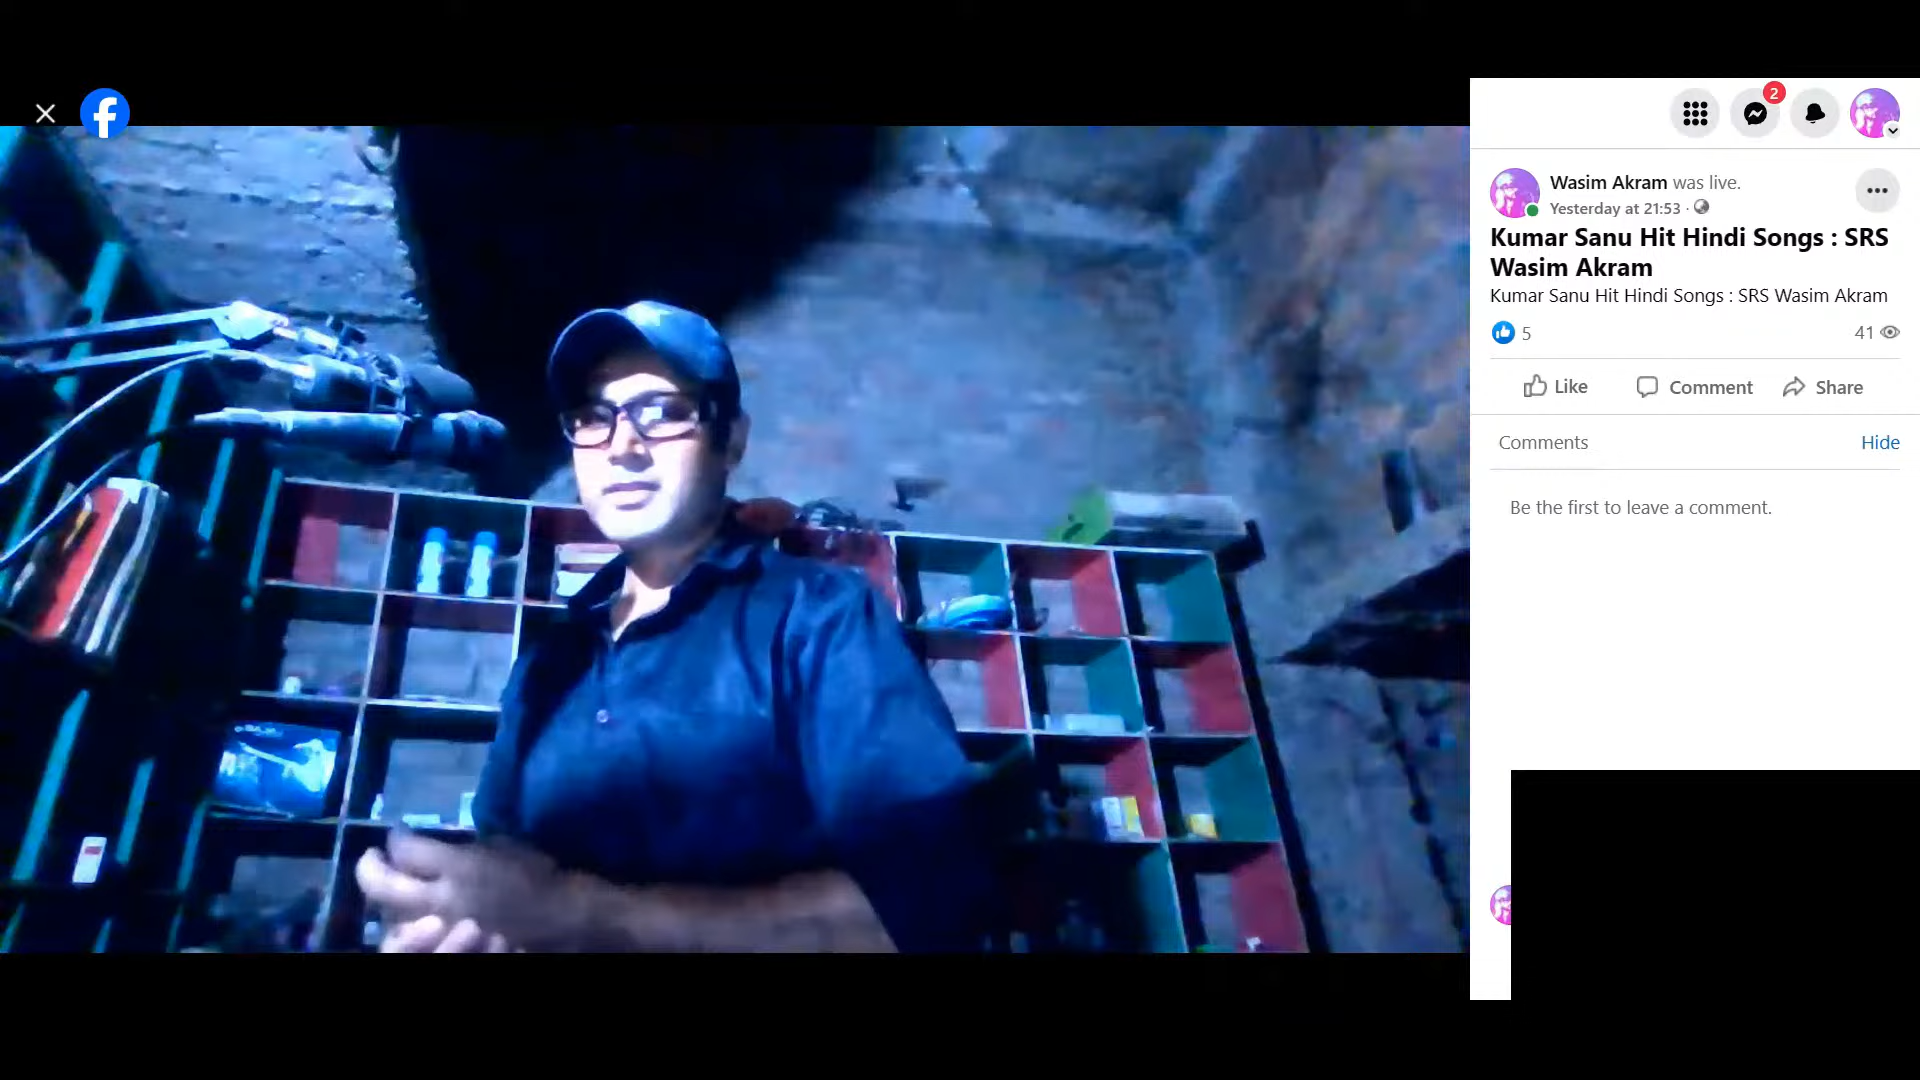 2
Wasim Akram was live.
Yesterday at 21:53 ·
Kumar Sanu Hit Hindi Songs : SRS
Wasim Akram
Kumar Sanu Hit Hindi Songs : SRS Wasim Akram
5
41
Like Comment Share
Comments Hide
Be the first to leave a comment.